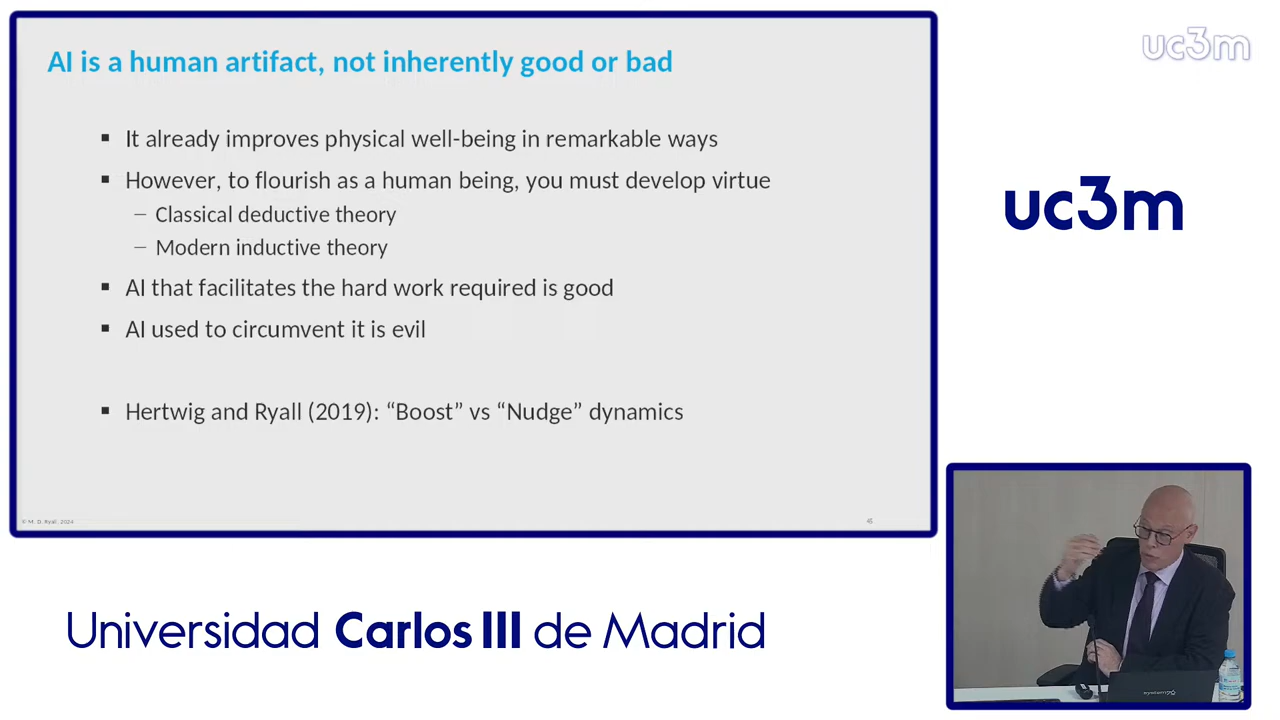 AI is a human artifact, not inherently good or bad
▪ It already improves physical well-being in remarkable ways
▪ However, to flourish as a human being, you must develop virtue
– Classical deductive theory
– Modern inductive theory
▪ AI that facilitates the hard work required is good
▪ AI used to circumvent it is evil
▪ Hertwig and Ryall (2019): “Boost” vs “Nudge” dynamics
© M. D. Ryall, 2024
45
uc3m
uc3m
Universidad Carlos III de Madrid